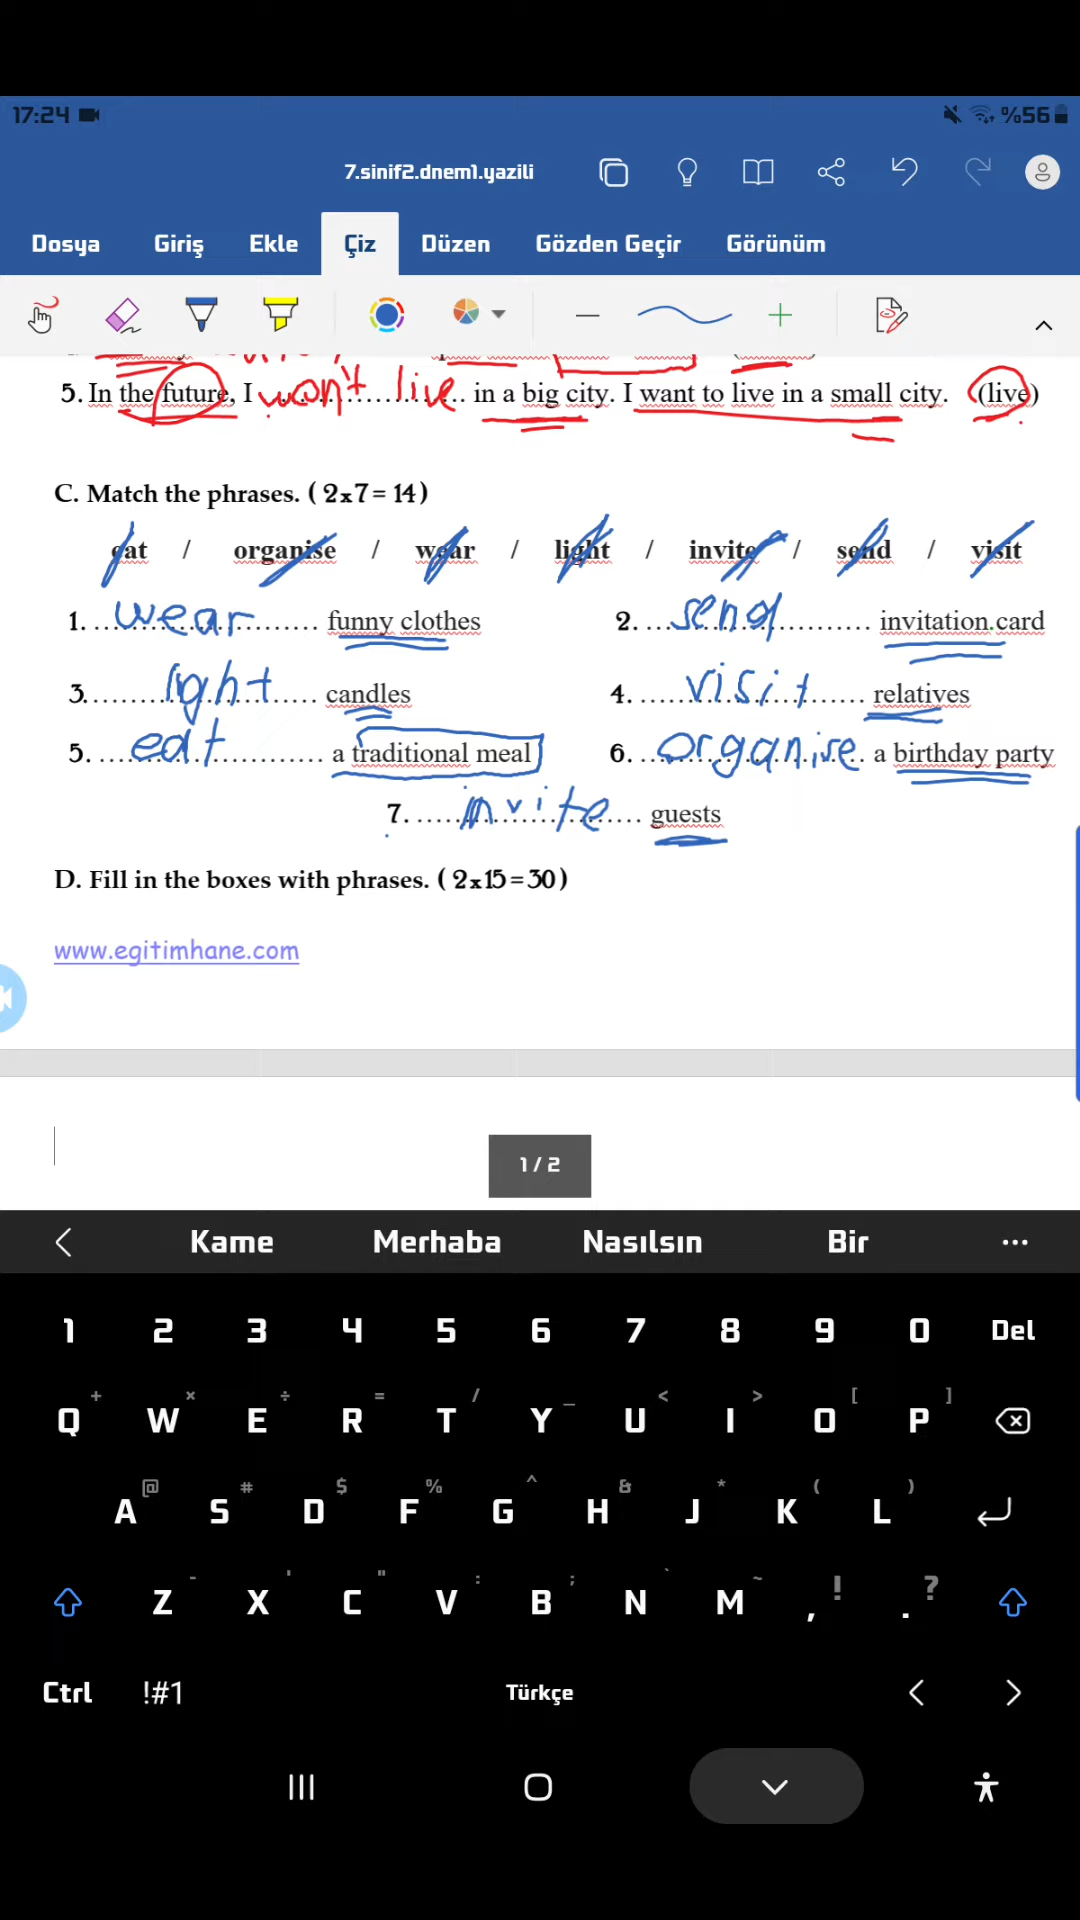 17:24 %56
7.sinif2.dnem1.yazili
Dosya Giriş Ekle Çiz Düzen Gözden Geçir Görünüm
5. In the future, I won't live in a big city. I want to live in a small city. (live)
C. Match the phrases. ( 2x7= 14)
eat / organise / wear / light / invite / send / visit
1. wear funny clothes 2. send invitation card
3. light candles 4. visit relatives
5. eat a traditional meal 6. organise a birthday party
7. invite guests
D. Fill in the boxes with phrases. ( 2x15=30)
www.egitimhane.com
1 / 2
Kame Merhaba Nasılsın Bir ...
1 2 3 4 5 6 7 8 9 0 Del
+ × ÷ = / _ < > [ ]
Q W E R T Y U I O P
@ # $ % ^ & * ( )
A S D F G H J K L
- ' " : ; ` ~ ! ?
Z X C V B N M , .
Ctrl !#1 Türkçe < >